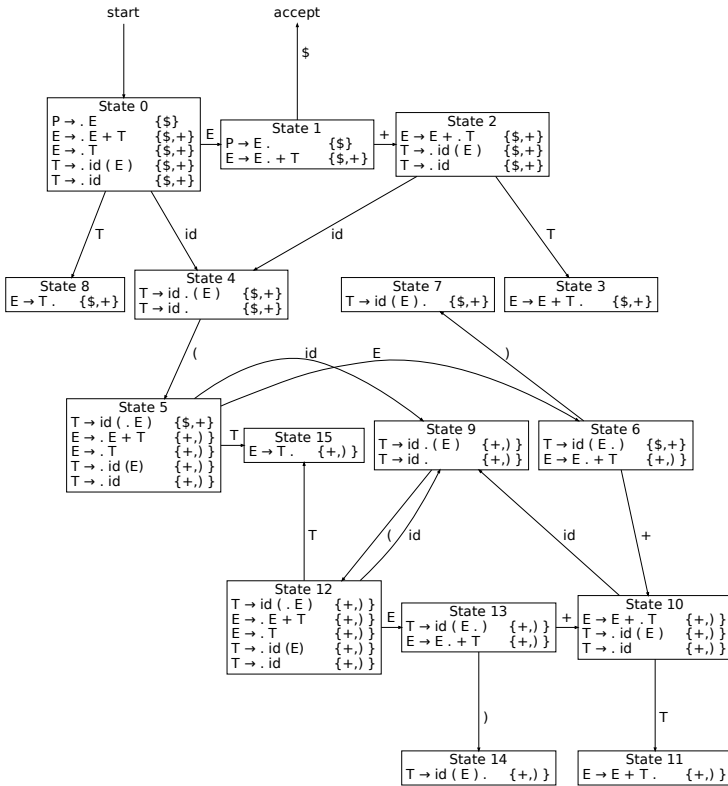 start
accept
$
State 0
P → . E {$}
E → . E + T {$,+}
E → . T {$,+}
T → . id ( E ) {$,+}
T → . id {$,+}
E
State 1
P → E . {$}
E → E . + T {$,+}
+
State 2
E → E + . T {$,+}
T → . id ( E ) {$,+}
T → . id {$,+}
T
id
id
T
State 8
E → T . {$,+}
State 4
T → id . ( E ) {$,+}
T → id . {$,+}
State 7
T → id ( E ) . {$,+}
State 3
E → E + T . {$,+}
(
id
E
)
State 5
T → id ( . E ) {$,+}
E → . E + T {+,) }
E → . T {+,) }
T → . id (E) {+,) }
T → . id {+,) }
T
State 15
E → T . {+,) }
State 9
T → id . ( E ) {+,) }
T → id . {+,) }
State 6
T → id ( E . ) {$,+}
E → E . + T {+,) }
T
(
id
id
+
State 12
T → id ( . E ) {+,) }
E → . E + T {+,) }
E → . T {+,) }
T → . id (E) {+,) }
T → . id {+,) }
E
State 13
T → id ( E . ) {+,) }
E → E . + T {+,) }
+
State 10
E → E + . T {+,) }
T → . id ( E ) {+,) }
T → . id {+,) }
)
T
State 14
T → id ( E ) . {+,) }
State 11
E → E + T . {+,) }